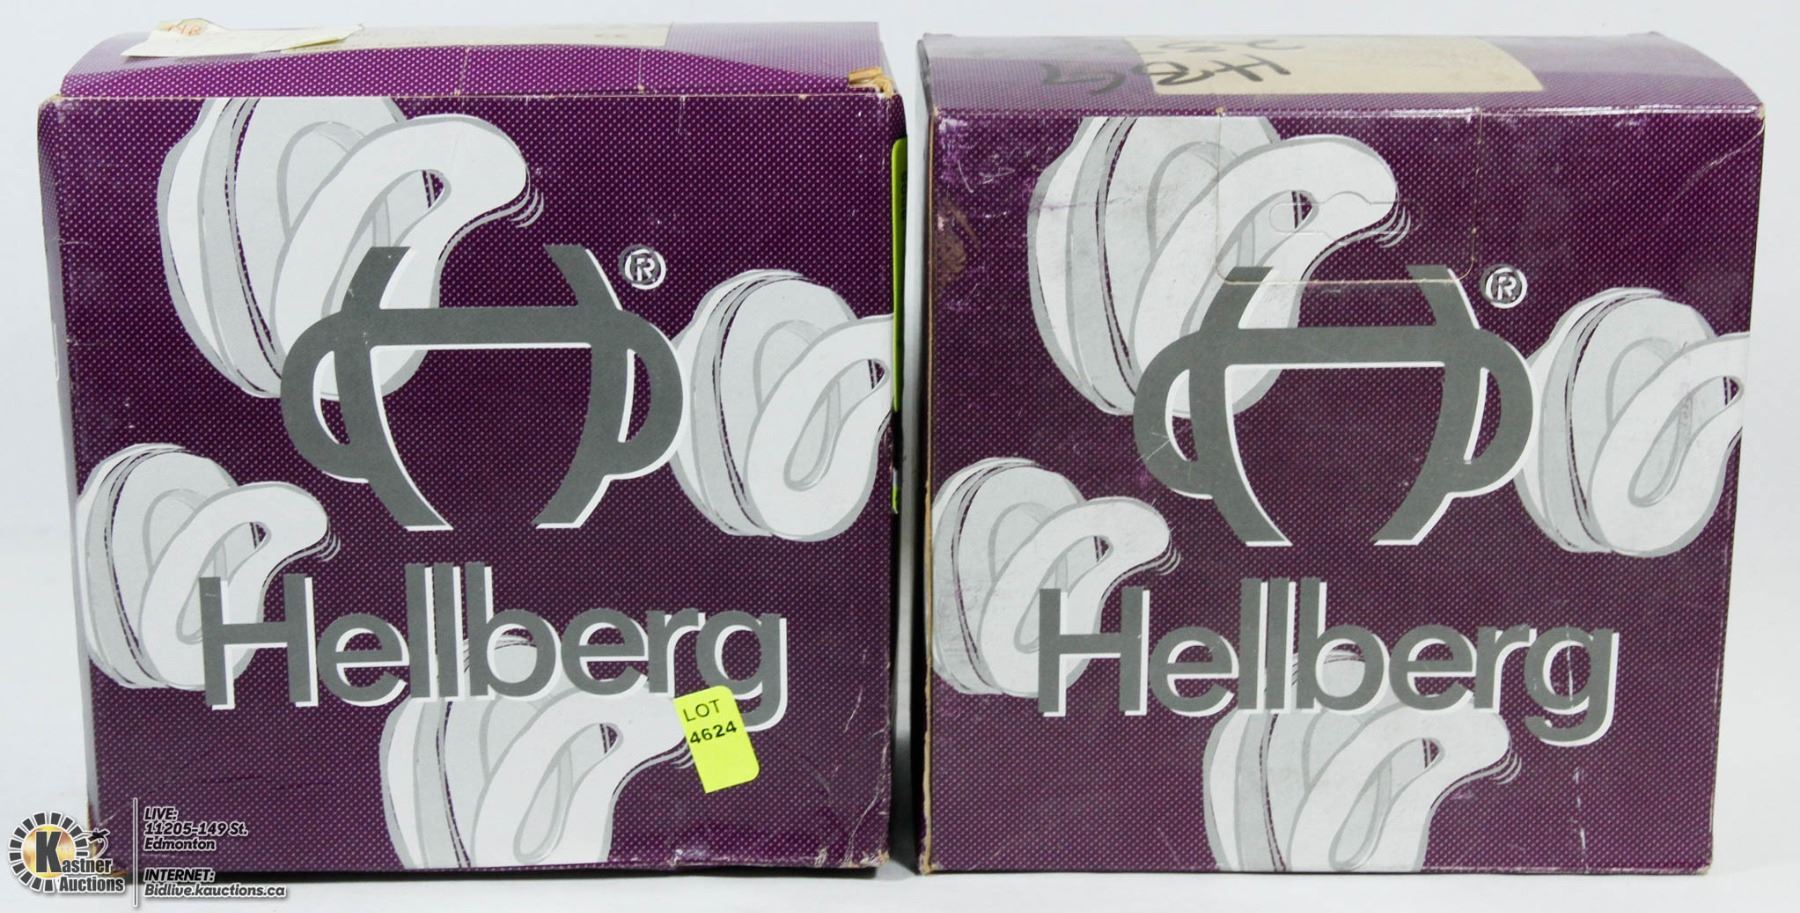 ®
Hellberg
LOT
4624
®
Hellberg
Kastner
Auctions
LIVE:
11205-149 St.
Edmonton
INTERNET:
Bidlive.kauctions.ca